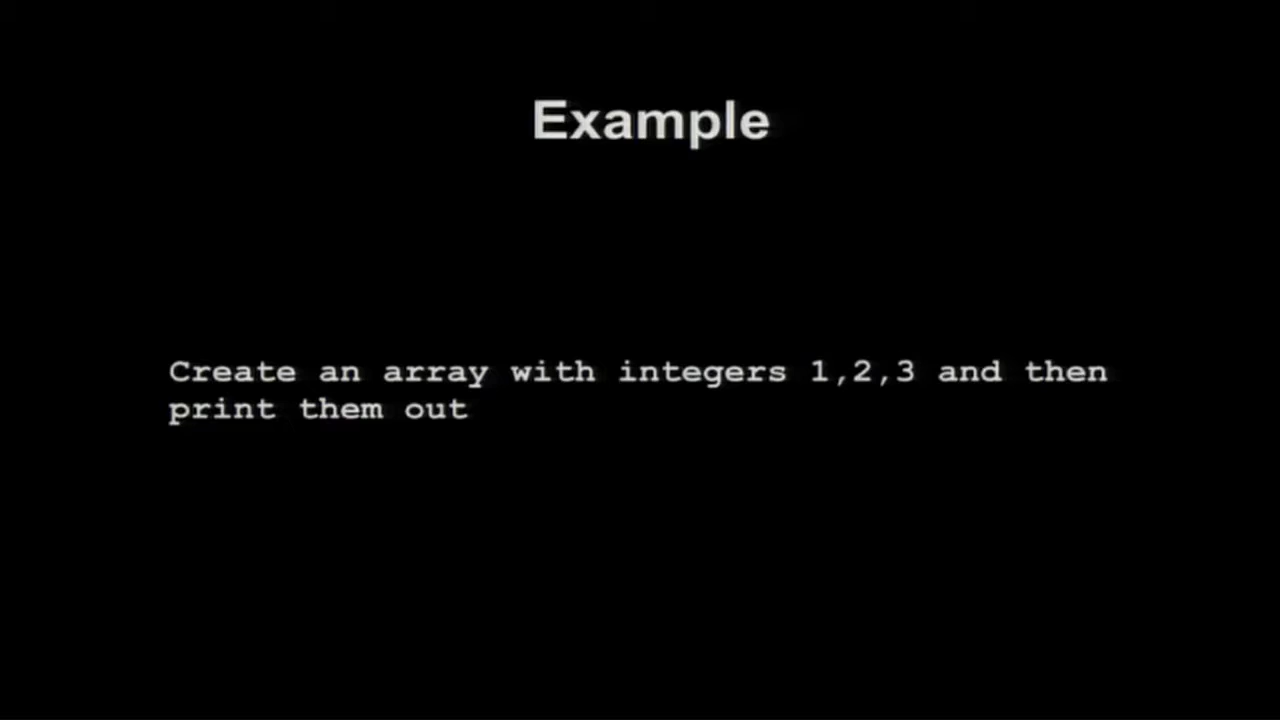 Example
Create an array with integers 1,2,3 and then
print them out